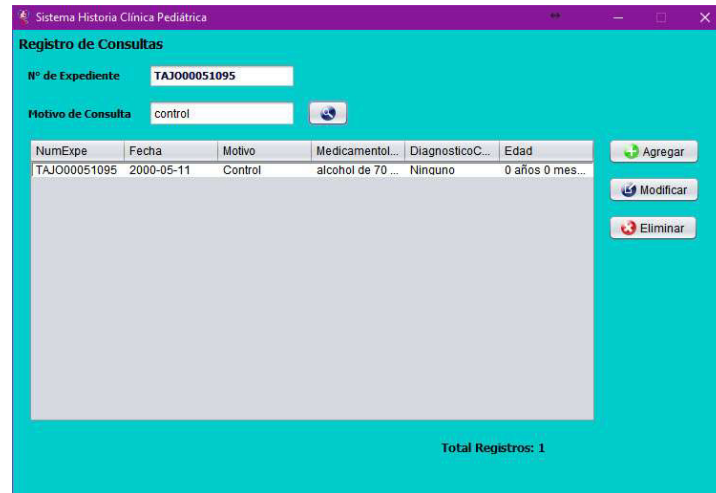 Sistema Historia Clínica Pediátrica
Registro de Consultas
Nº de Expediente TAJO00051095
Motivo de Consulta control
NumExpe Fecha Motivo Medicamentol... DiagnosticoC... Edad
TAJO00051095 2000-05-11 Control alcohol de 70 ... Ninguno 0 años 0 mes...
Agregar
Modificar
Eliminar
Total Registros: 1